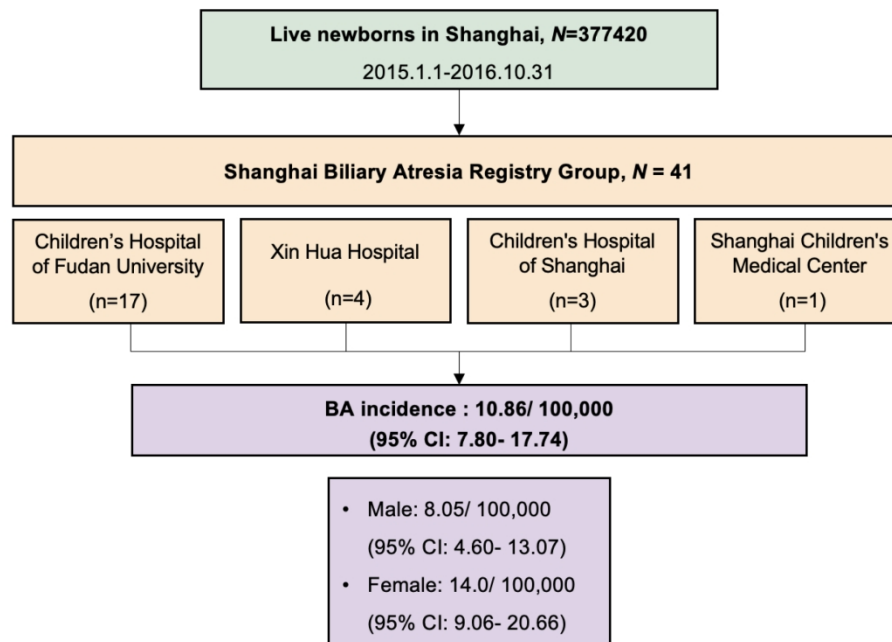 Live newborns in Shanghai, N=377420
2015.1.1-2016.10.31
Shanghai Biliary Atresia Registry Group, N = 41
Children’s Hospital
of Fudan University
(n=17)
Xin Hua Hospital
(n=4)
Children's Hospital
of Shanghai
(n=3)
Shanghai Children's
Medical Center
(n=1)
BA incidence : 10.86/ 100,000
(95% CI: 7.80- 17.74)
• Male: 8.05/ 100,000
(95% CI: 4.60- 13.07)
• Female: 14.0/ 100,000
(95% CI: 9.06- 20.66)